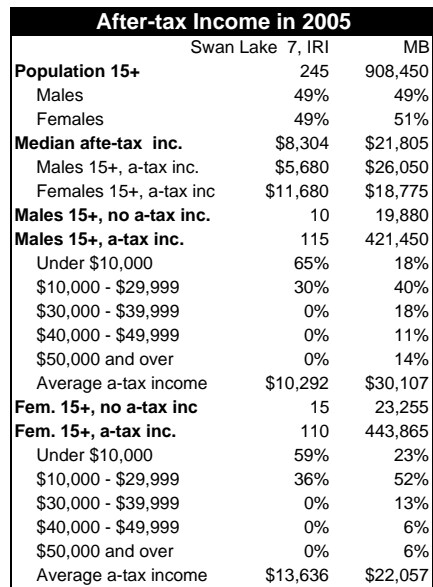 After-tax Income in 2005
Swan Lake 7, IRI MB
Population 15+ 245 908,450
Males 49% 49%
Females 49% 51%
Median afte-tax inc. $8,304 $21,805
Males 15+, a-tax inc. $5,680 $26,050
Females 15+, a-tax inc $11,680 $18,775
Males 15+, no a-tax inc. 10 19,880
Males 15+, a-tax inc. 115 421,450
Under $10,000 65% 18%
$10,000 - $29,999 30% 40%
$30,000 - $39,999 0% 18%
$40,000 - $49,999 0% 11%
$50,000 and over 0% 14%
Average a-tax income $10,292 $30,107
Fem. 15+, no a-tax inc 15 23,255
Fem. 15+, a-tax inc. 110 443,865
Under $10,000 59% 23%
$10,000 - $29,999 36% 52%
$30,000 - $39,999 0% 13%
$40,000 - $49,999 0% 6%
$50,000 and over 0% 6%
Average a-tax income $13,636 $22,057